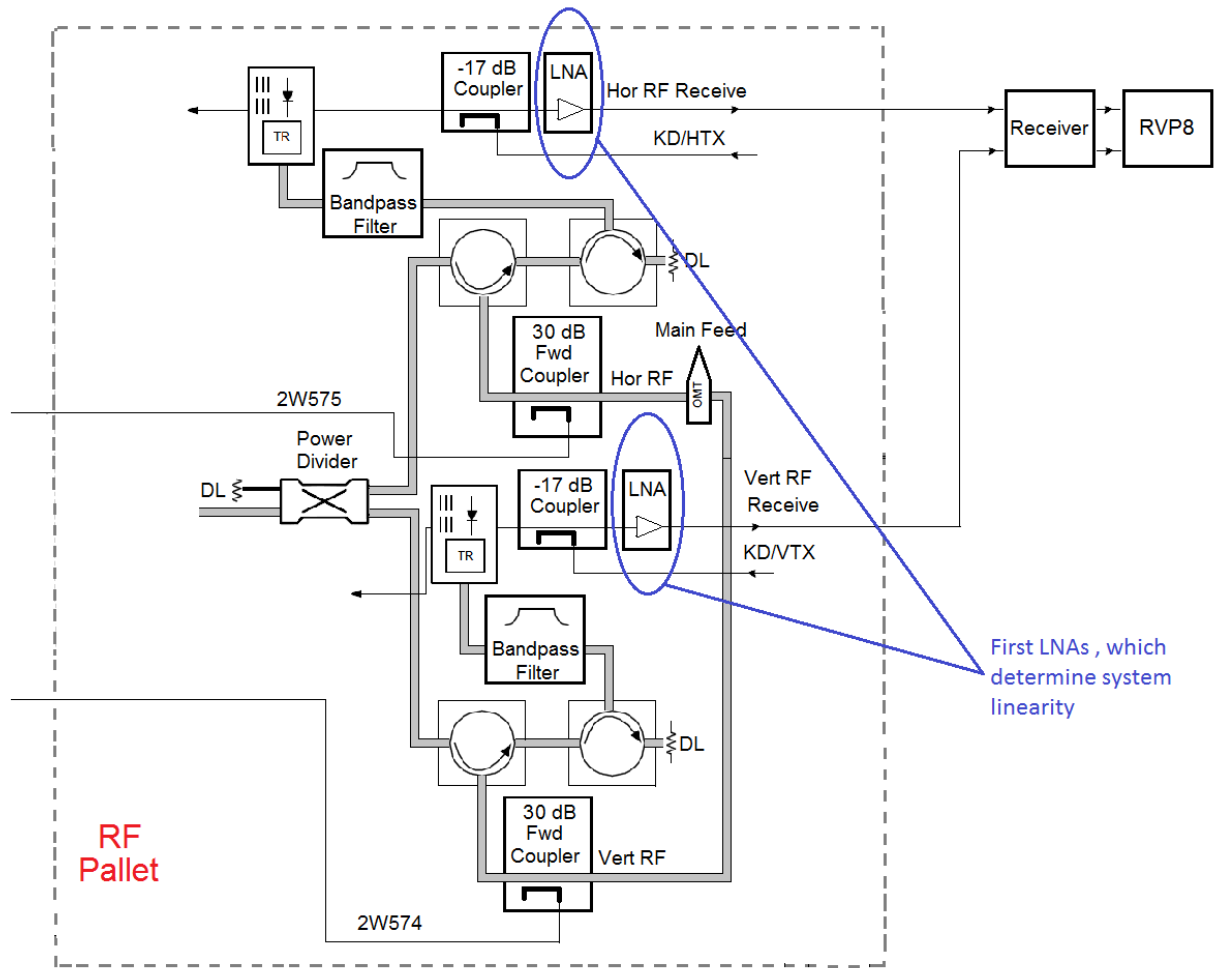 -17 dB
Coupler
LNA
Hor RF Receive
KD/HTX
Receiver
RVP8
TR
Bandpass
Filter
DL
30 dB
Fwd
Coupler
Main Feed
Hor RF
OMT
2W575
Power
Divider
DL
-17 dB
Coupler
LNA
Vert RF
Receive
KD/VTX
TR
Bandpass
Filter
First LNAs , which
determine system
linearity
DL
30 dB
Fwd
Coupler
Vert RF
RF
Pallet
2W574